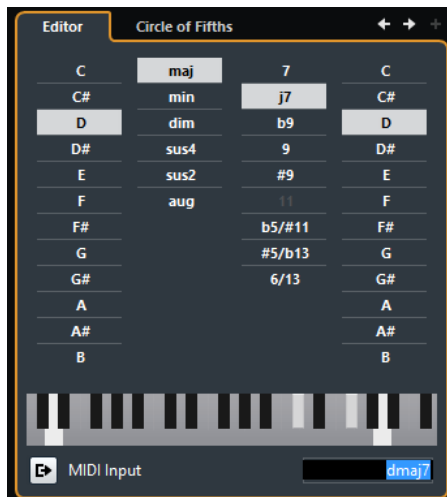 Editor Circle of Fifths
C maj 7 C
C# min j7 C#
D dim b9 D
D# sus4 9 D#
E sus2 #9 E
F aug 11 F
F# b5/#11 F#
G #5/b13 G
G# 6/13 G#
A A
A# A#
B B
MIDI Input dmaj7